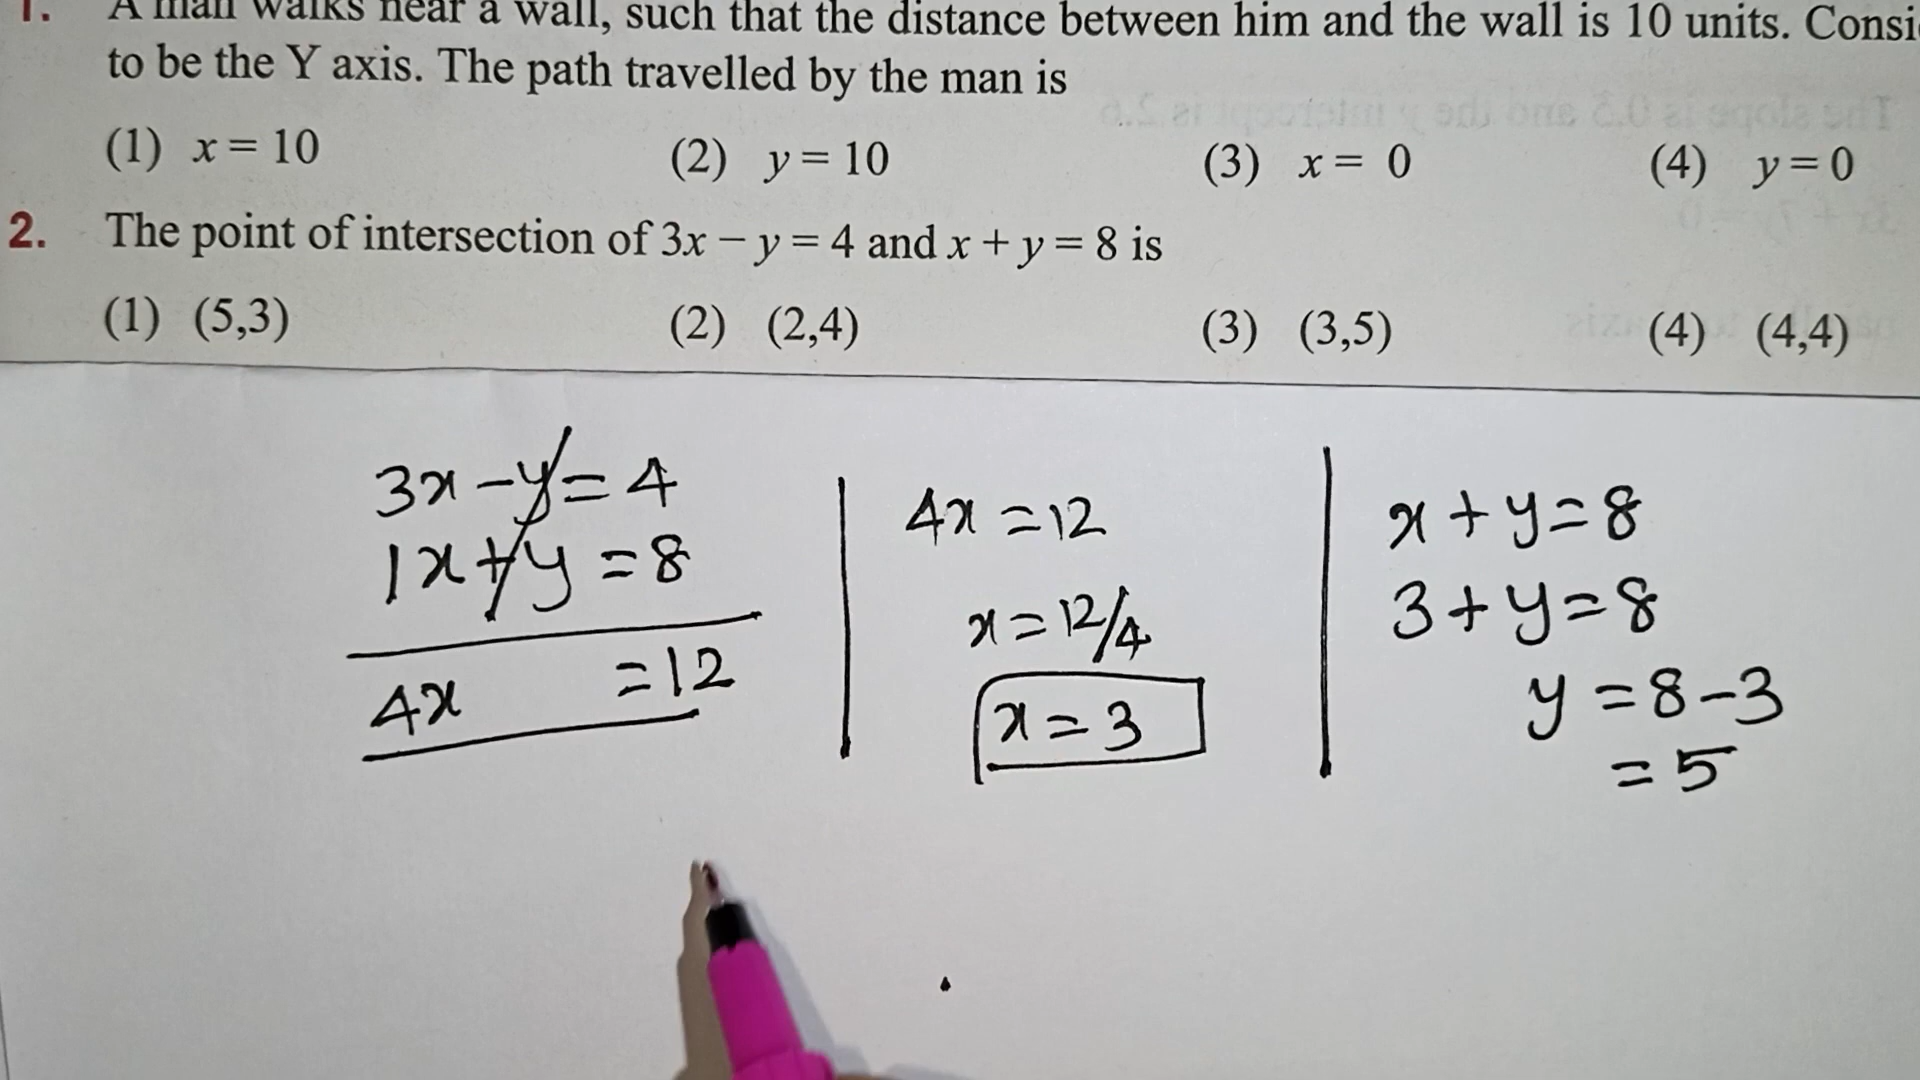 1. A man walks near a wall, such that the distance between him and the wall is 10 units.
to be the Y axis. The path travelled by the man is
(1) x = 10 (2) y = 10 (3) x = 0 (4) y = 0
2. The point of intersection of 3x − y = 4 and x + y = 8 is
(1) (5,3) (2) (2,4) (3) (3,5) (4) (4,4)
3x − y = 4
1x + y = 8
4x = 12
4x = 12
x = 12/4
x = 3
x + y = 8
3 + y = 8
y = 8 − 3
= 5